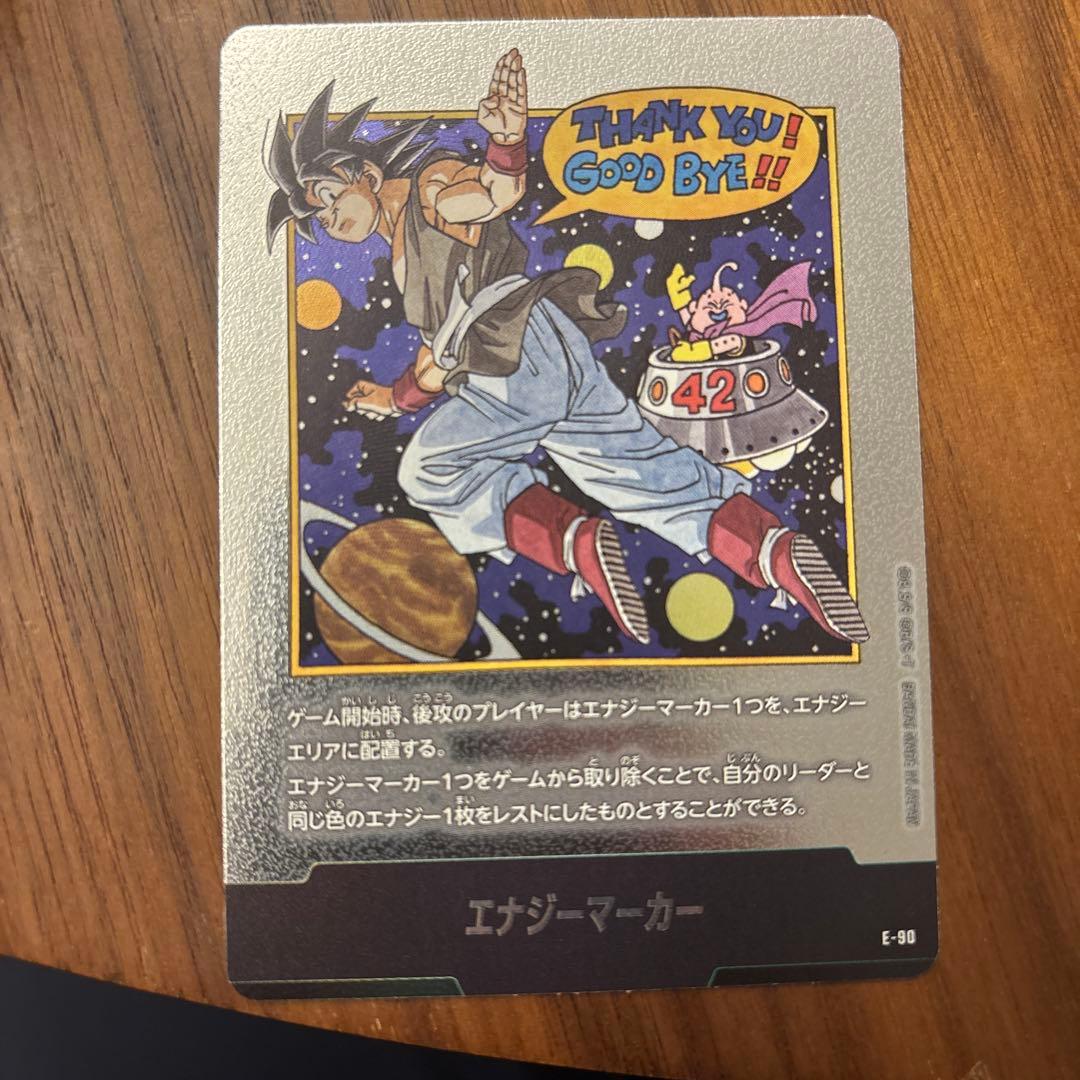 THANK YOU!
GOOD BYE!!
42
ゲーム開始時、後攻のプレイヤーはエナジーマーカー1つを、エナジー
エリアに配置する。
エナジーマーカー1つをゲームから取り除くことで、自分のリーダーと
同じ色のエナジー1枚をレストにしたものとすることができる。
©B.S/S ©B/S・T BANDAI MADE IN JAPAN
エナジーマーカー
E-90